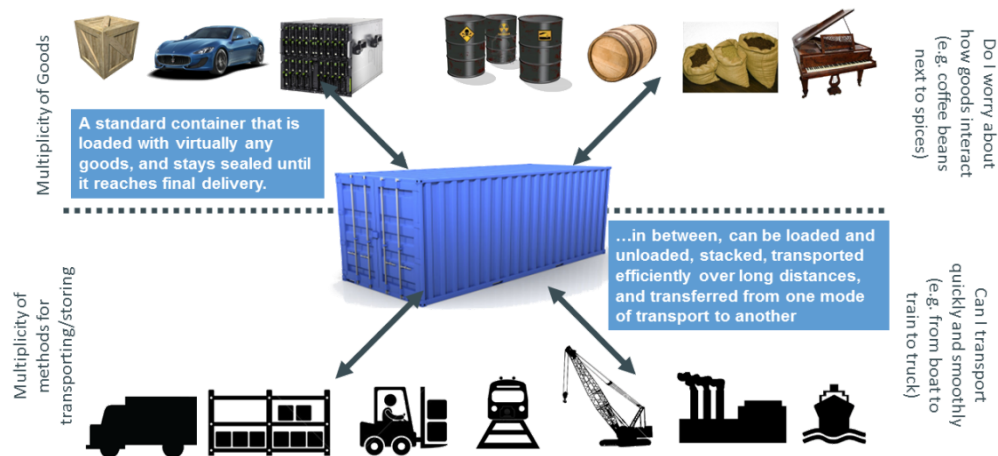 Multiplicity of Goods
A standard container that is
loaded with virtually any
goods, and stays sealed until
it reaches final delivery.
Do I worry about
how goods interact
(e.g. coffee beans
next to spices)
Multiplicity of
methods for
transporting/storing
…in between, can be loaded and
unloaded, stacked, transported
efficiently over long distances,
and transferred from one mode
of transport to another
Can I transport
quickly and smoothly
(e.g. from boat to
train to truck)